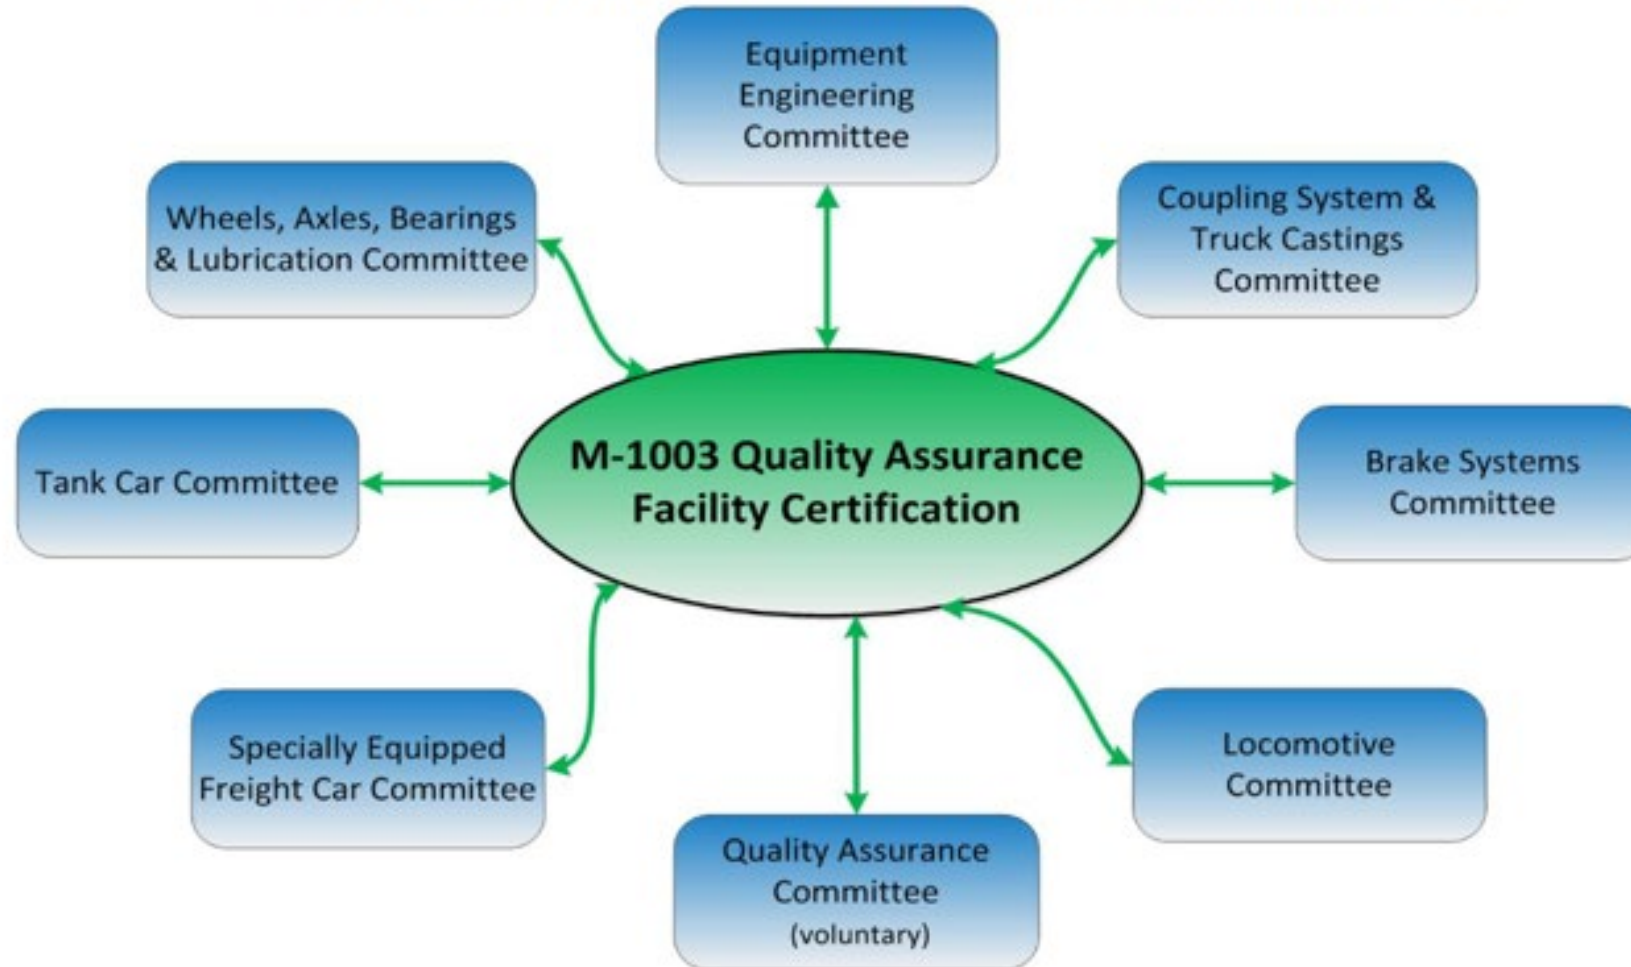 Equipment
Engineering
Committee
Wheels, Axles, Bearings
& Lubrication Committee
Coupling System &
Truck Castings
Committee
Tank Car Committee
M-1003 Quality Assurance
Facility Certification
Brake Systems
Committee
Specially Equipped
Freight Car Committee
Quality Assurance
Committee
(voluntary)
Locomotive
Committee